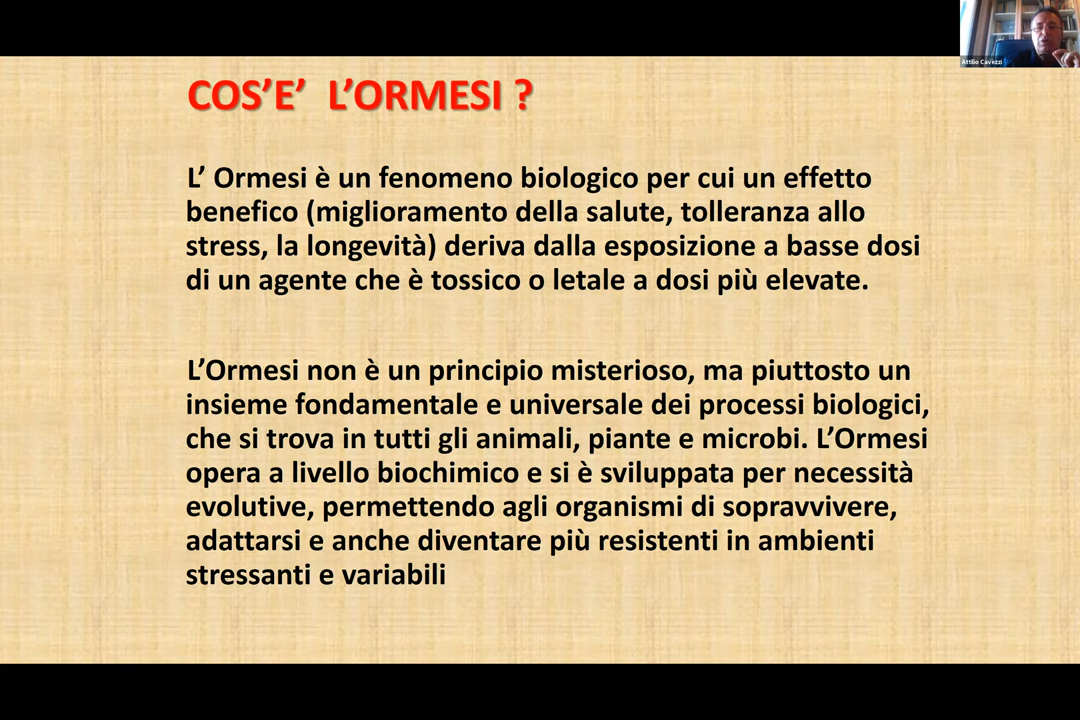 Attilio Cavezzi
COS’E’ L’ORMESI ?
L’ Ormesi è un fenomeno biologico per cui un effetto
benefico (miglioramento della salute, tolleranza allo
stress, la longevità) deriva dalla esposizione a basse dosi
di un agente che è tossico o letale a dosi più elevate.
L’Ormesi non è un principio misterioso, ma piuttosto un
insieme fondamentale e universale dei processi biologici,
che si trova in tutti gli animali, piante e microbi. L’Ormesi
opera a livello biochimico e si è sviluppata per necessità
evolutive, permettendo agli organismi di sopravvivere,
adattarsi e anche diventare più resistenti in ambienti
stressanti e variabili